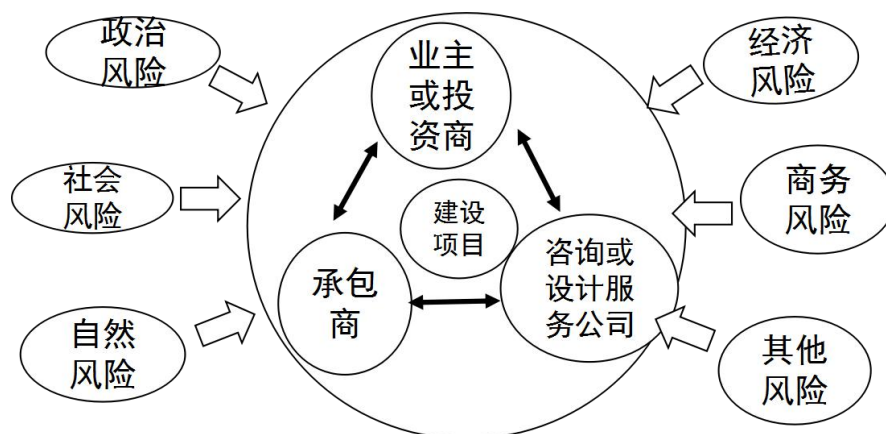 政治
风险
业主
或投
资商
经济
风险
社会
风险
建设
项目
商务
风险
承包
商
咨询或
设计服
务公司
自然
风险
其他
风险